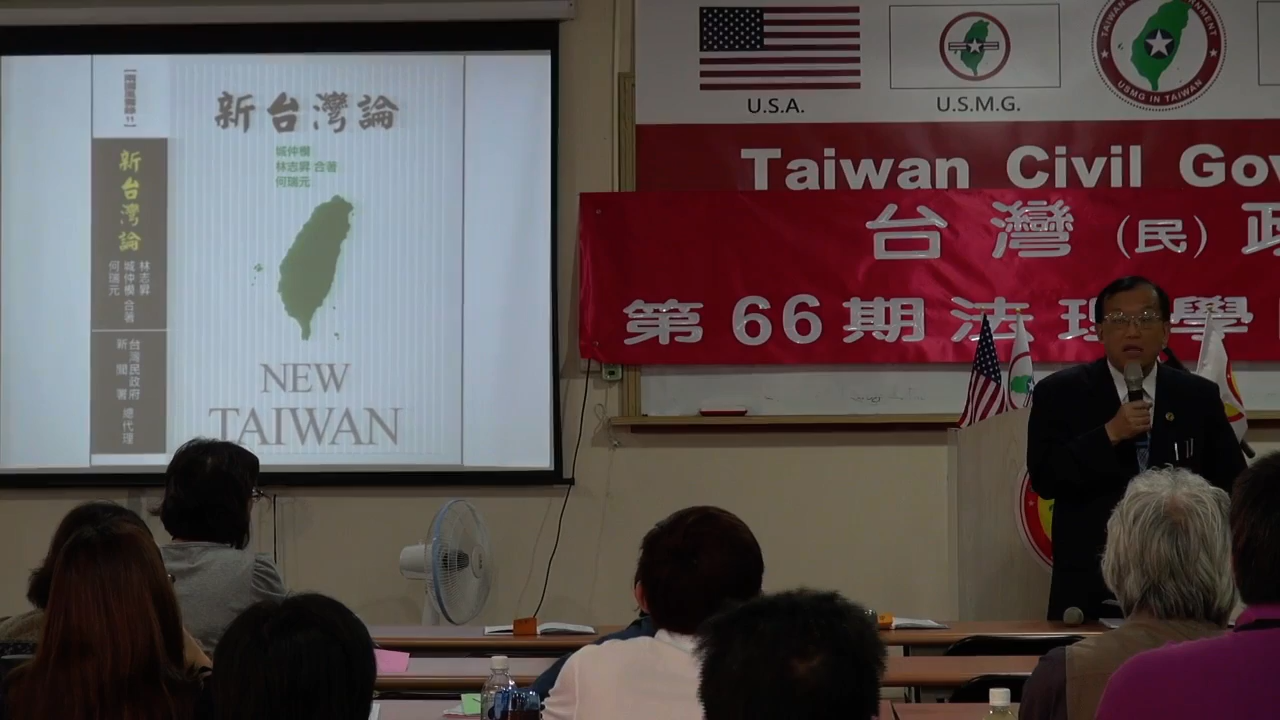 新台灣論
林志昇
城仲模 合著
何瑞元
台灣民政府
新聞署 總代理
新台灣論
城仲模
林志昇 合著
何瑞元
NEW
TAIWAN
U.S.A.
U.S.M.G.
USMG IN TAIWAN
Taiwan Civil Gov
台灣(民)政
第66期法理學